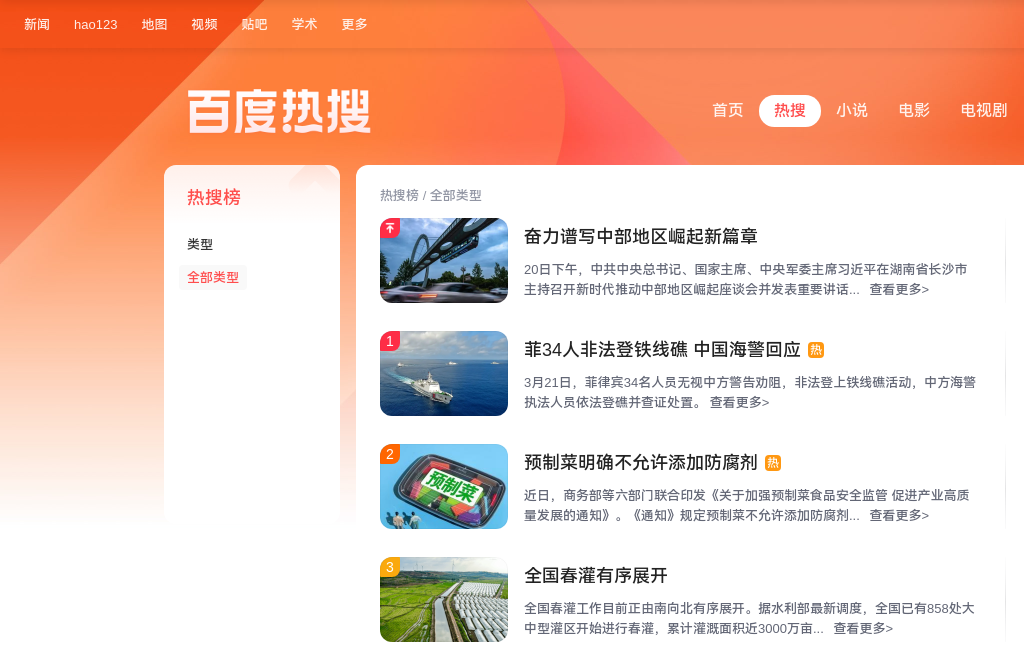 新闻 hao123 地图 视频 贴吧 学术 更多
百度热搜
首页 热搜 小说 电影 电视剧
热搜榜
类型
全部类型
热搜榜 / 全部类型
奋力谱写中部地区崛起新篇章
20日下午，中共中央总书记、国家主席、中央军委主席习近平在湖南省长沙市
主持召开新时代推动中部地区崛起座谈会并发表重要讲话... 查看更多>
1
菲34人非法登铁线礁 中国海警回应 热
3月21日，菲律宾34名人员无视中方警告劝阻，非法登上铁线礁活动，中方海警
执法人员依法登礁并查证处置。 查看更多>
2
预制菜
预制菜明确不允许添加防腐剂 热
近日，商务部等六部门联合印发《关于加强预制菜食品安全监管 促进产业高质
量发展的通知》。《通知》规定预制菜不允许添加防腐剂... 查看更多>
3
全国春灌有序展开
全国春灌工作目前正由南向北有序展开。据水利部最新调度，全国已有858处大
中型灌区开始进行春灌，累计灌溉面积近3000万亩... 查看更多>